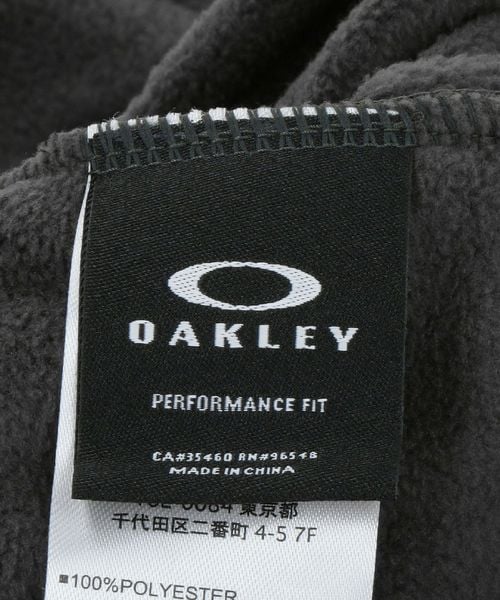 OAKLEY
PERFORMANCE FIT
CA#35460 RN#96548
MADE IN CHINA
東京都
千代田区二番町 4-5 7F
■100%POLYESTER